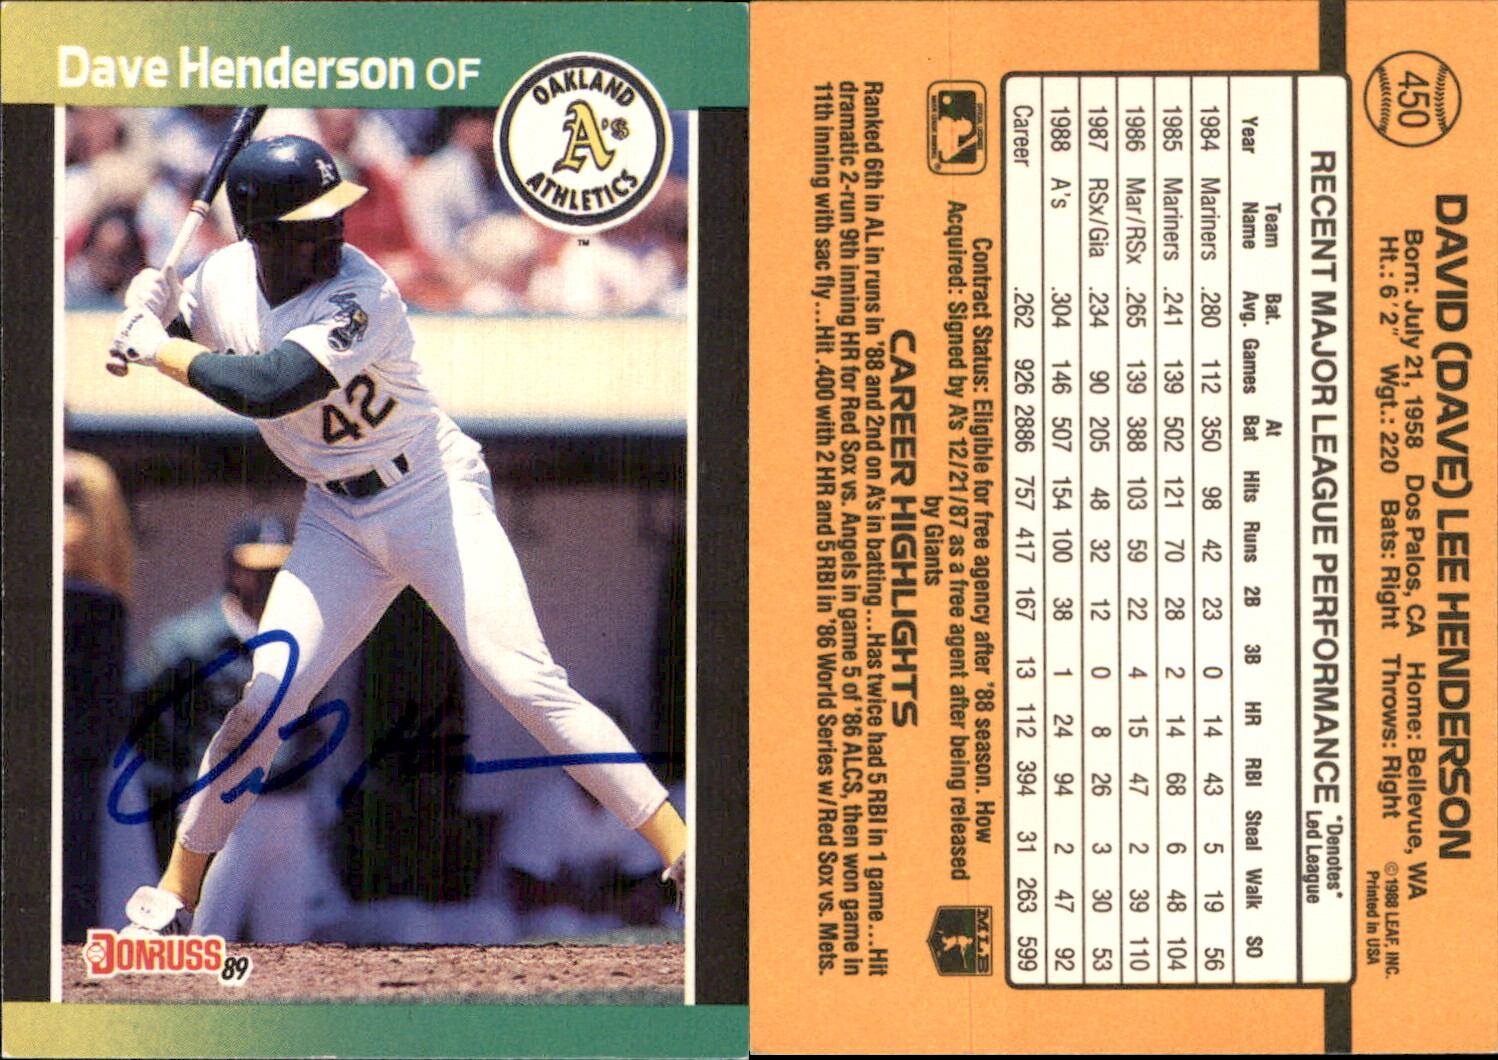 Dave Henderson OF
OAKLAND
A's
ATHLETICS
TM
A's
42
DONRUSS
89
450
DAVID (DAVE) LEE HENDERSON
Born: July 21, 1958 Dos Palos, CA Home: Bellevue, WA
Ht.: 6' 2" Wgt.: 220 Bats: Right Throws: Right
©1988 LEAF, INC.
Printed in USA
RECENT MAJOR LEAGUE PERFORMANCE
*Denotes*
Led League
Year Team Name Bat. Avg. Games At Bat Hits Runs 2B 3B HR RBI Steal Walk SO
1984 Mariners .280 112 350 98 42 23 0 14 43 5 19 56
1985 Mariners .241 139 502 121 70 28 2 14 68 6 48 104
1986 Mar/RSx .265 139 388 103 59 22 4 15 47 2 39 110
1987 RSx/Gia .234 90 205 48 32 12 0 8 26 3 30 53
1988 A's .304 146 507 154 100 38 1 24 94 2 47 92
Career .262 926 2886 757 417 167 13 112 394 31 263 599
Contract Status: Eligible for free agency after '88 season. How
Acquired: Signed by A's 12/21/87 as a free agent after being released
by Giants
MLB
CAREER HIGHLIGHTS
Ranked 6th in AL in runs in '88 and 2nd on A's in batting...Has twice had 5 RBI in 1 game...Hit
dramatic 2-run 9th inning HR for Red Sox vs. Angels in game 5 of '86 ALCS, then won game in
11th inning with sac fly...Hit .400 with 2 HR and 5 RBI in '86 World Series w/Red Sox vs. Mets.